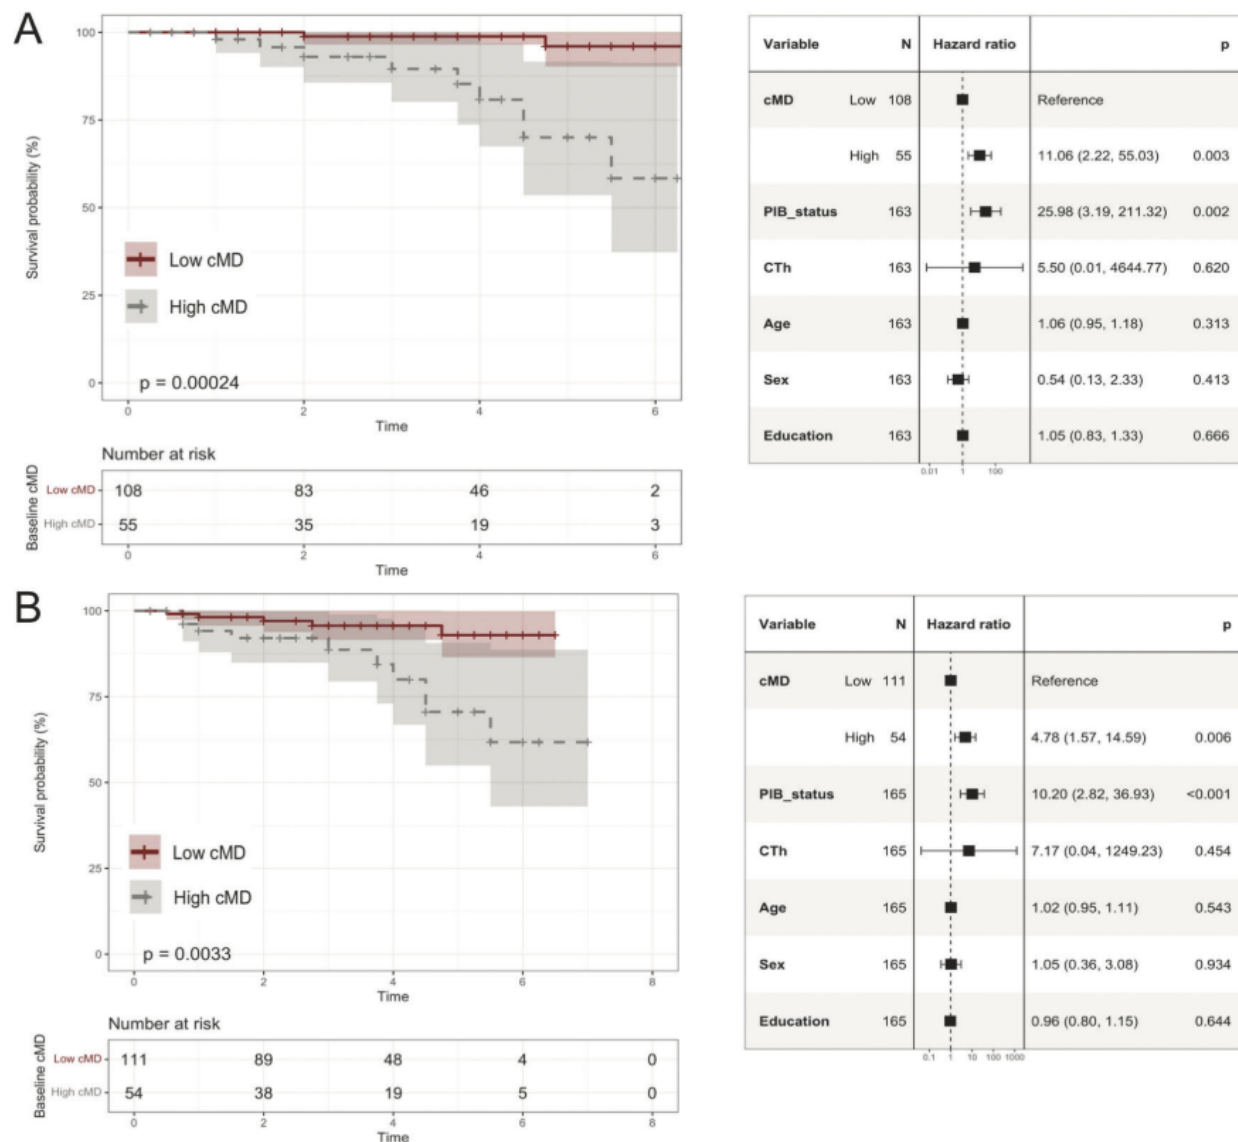 A
100
75
50
25
0
Survival probability (%)
Low cMD
High cMD
p = 0.00024
0 2 4 6
Time
Number at risk
Baseline cMD
Low cMD 108 83 46 2
High cMD 55 35 19 3
0 2 4 6
Time
Variable N Hazard ratio p
cMD Low 108 Reference
High 55 11.06 (2.22, 55.03) 0.003
PIB_status 163 25.98 (3.19, 211.32) 0.002
CTh 163 5.50 (0.01, 4644.77) 0.620
Age 163 1.06 (0.95, 1.18) 0.313
Sex 163 0.54 (0.13, 2.33) 0.413
Education 163 1.05 (0.83, 1.33) 0.666
0.01 1 100
B
100
75
50
25
0
Survival probability (%)
Low cMD
High cMD
p = 0.0033
0 2 4 6 8
Time
Number at risk
Baseline cMD
Low cMD 111 89 48 4 0
High cMD 54 38 19 5 0
0 2 4 6 8
Time
Variable N Hazard ratio p
cMD Low 111 Reference
High 54 4.78 (1.57, 14.59) 0.006
PIB_status 165 10.20 (2.82, 36.93) <0.001
CTh 165 7.17 (0.04, 1249.23) 0.454
Age 165 1.02 (0.95, 1.11) 0.543
Sex 165 1.05 (0.36, 3.08) 0.934
Education 165 0.96 (0.80, 1.15) 0.644
0.1 1 10 100 1000